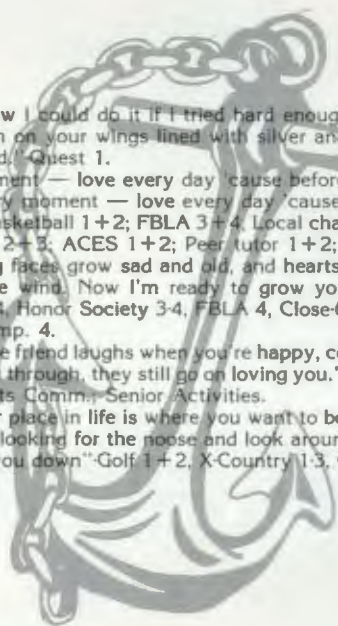 w I could do it if I tried hard enoug
n on your wings lined with silver an
d." Quest 1.
ment — love every day 'cause before
ry moment — love every day 'cause
sketball 1+2; FBLA 3+4, Local cha
2+3; ACES 1+2; Peer tutor 1+2;
g faces grow sad and old, and hearts
e wind. Now I'm ready to grow yo
Honor Society 3-4, FBLA 4, Close-
mp. 4.
e friend laughs when you're happy, c
through, they still go on loving you."
ts Comm., Senior Activities.
r place in life is where you want to be
looking for the noose and look aroun
you down" Golf 1+2, X-Country 1-3,